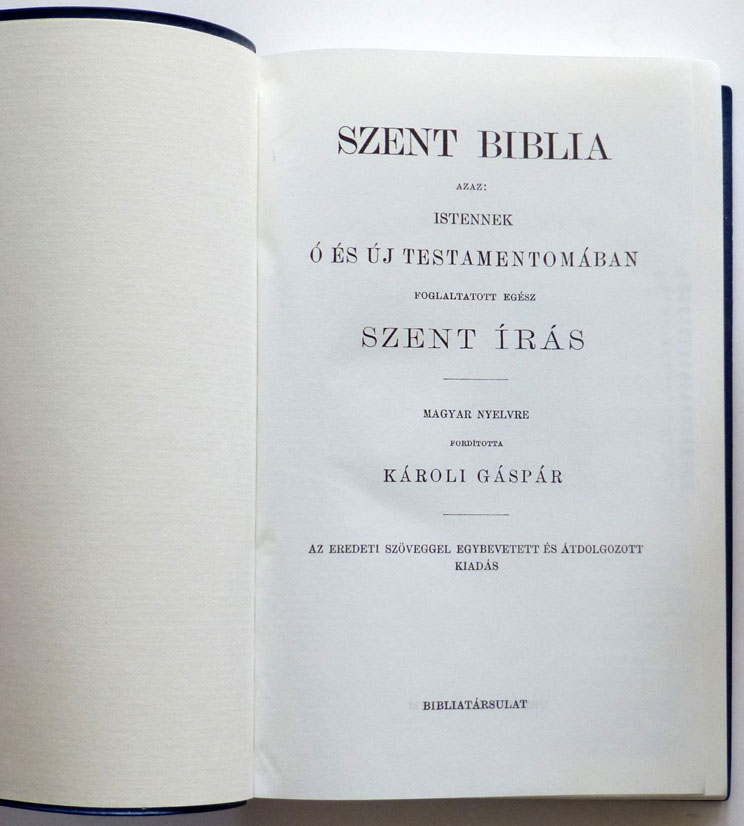 SZENT BIBLIA
AZAZ:
ISTENNEK
Ó ÉS ÚJ TESTAMENTOMÁBAN
FOGLALTATOTT EGÉSZ
SZENT ÍRÁS
MAGYAR NYELVRE
FORDÍTOTTA
KÁROLI GÁSPÁR
AZ EREDETI SZÖVEGGEL EGYBEVETETT ÉS ÁTDOLGOZOTT
KIADÁS
BIBLIATÁRSULAT